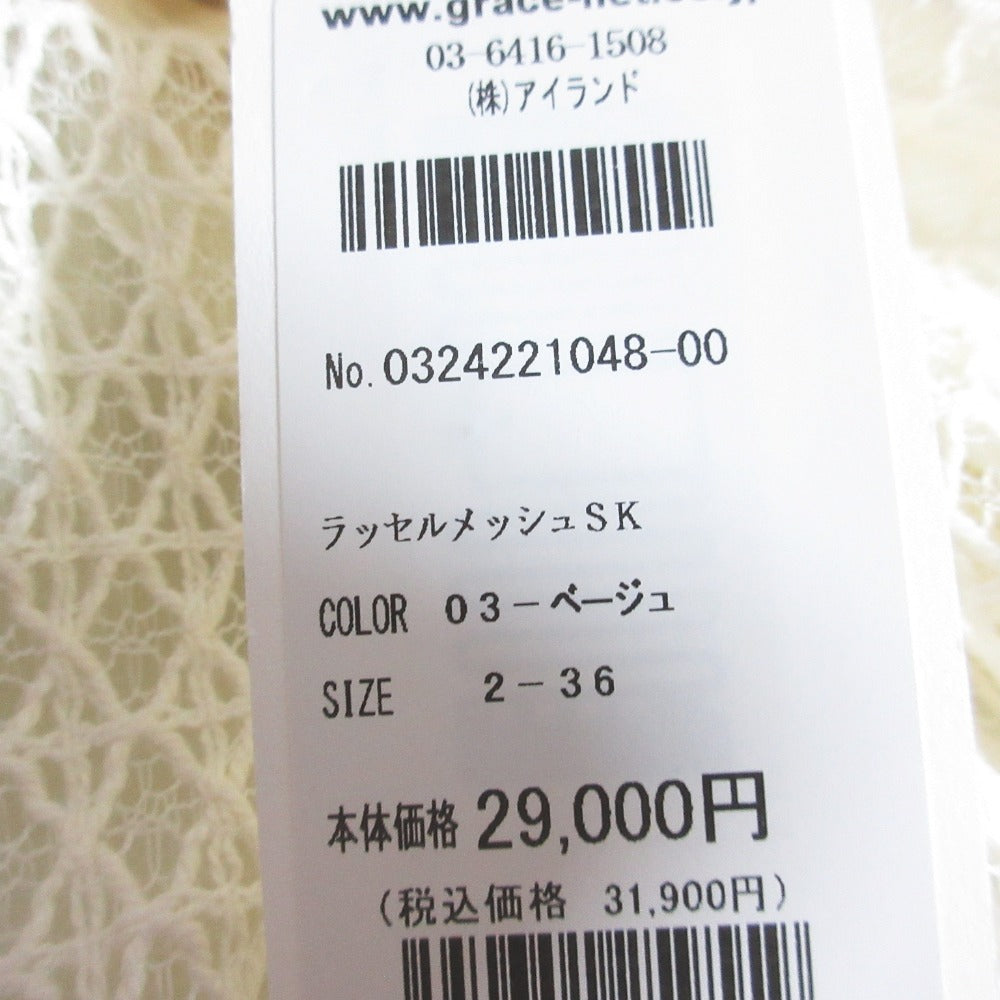 www.grace-
03-6416-1508
(株)アイランド
No.0324221048-00
ラッセルメッシュSK
COLOR 03-ベージュ
SIZE 2-36
本体価格 29,000円
(税込価格 31,900円)